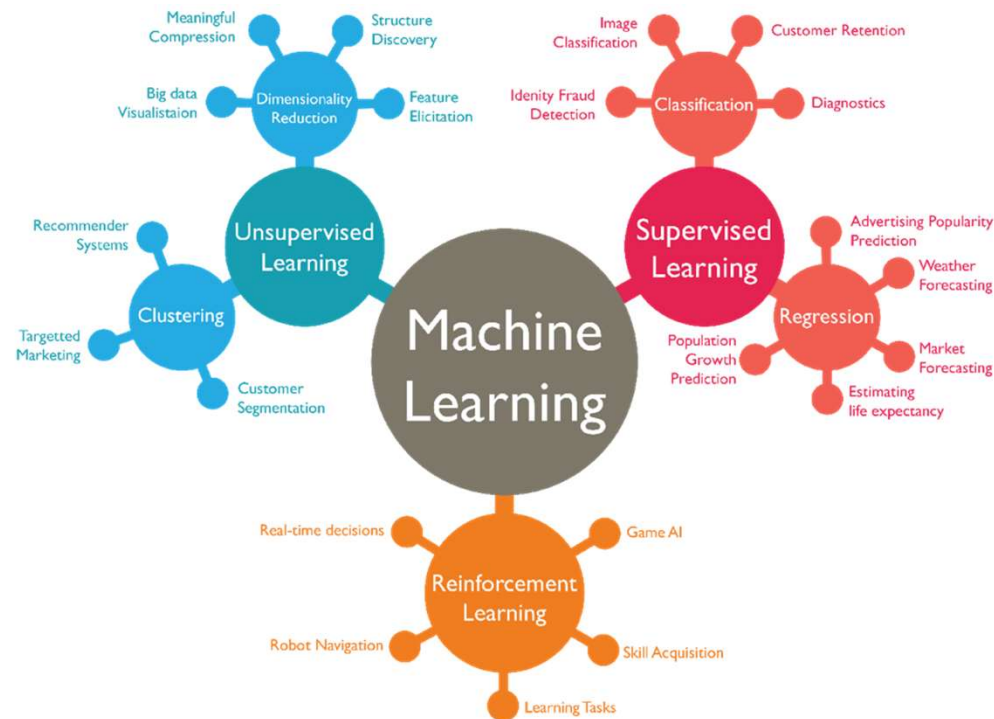 Meaningful
Compression
Structure
Discovery
Big data
Visualistaion
Dimensionality
Reduction
Feature
Elicitation
Image
Classification
Customer Retention
Idenity Fraud
Detection
Classification
Diagnostics
Recommender
Systems
Unsupervised
Learning
Clustering
Targetted
Marketing
Customer
Segmentation
Machine
Learning
Supervised
Learning
Advertising Popularity
Prediction
Weather
Forecasting
Regression
Population
Growth
Prediction
Market
Forecasting
Estimating
life expectancy
Real-time decisions
Game AI
Reinforcement
Learning
Robot Navigation
Skill Acquisition
Learning Tasks